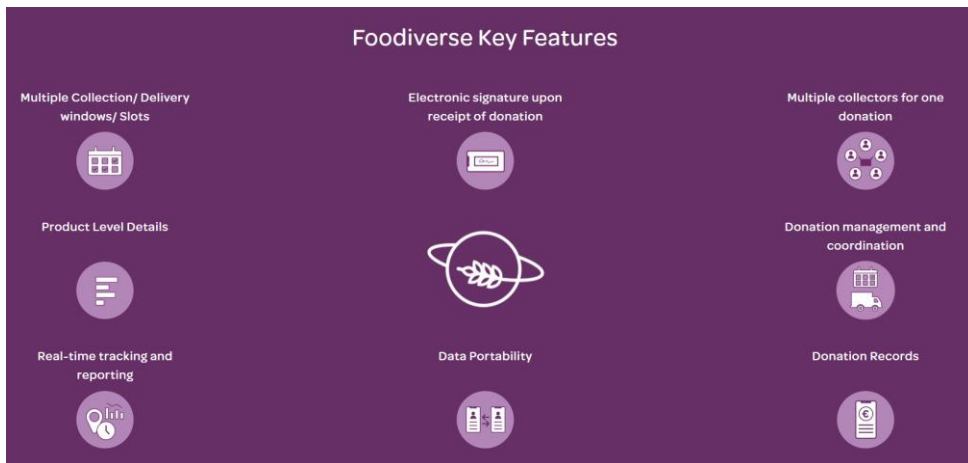 Foodiverse Key Features
Multiple Collection/ Delivery
windows/ Slots
Electronic signature upon
receipt of donation
Multiple collectors for one
donation
Product Level Details
Donation management and
coordination
Real-time tracking and
reporting
Data Portability
Donation Records
€